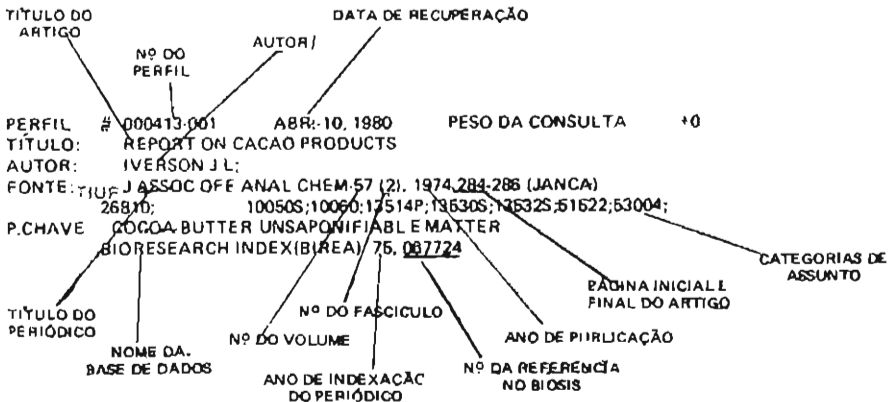 TÍTULO DO
ARTIGO
Nº DO
PERFIL
AUTOR/
DATA DE RECUPERAÇÃO
PERFIL # 000413-001 ABR.-10, 1980 PESO DA CONSULTA +0
TÍTULO: REPORT ON CACAO PRODUCTS
AUTOR: IVERSON J L;
FONTE: J ASSOC OFF ANAL CHEM 57 (2), 1974, 284-286 (JANCA)
10050S;10060;13514P;13530S;13532S;51522;53004;
P.CHAVE COCOA BUTTER UNSAPONIFIABLE MATTER
BIORESEARCH INDEX(BIREA) 75, 067724
CATEGORIAS DE
ASSUNTO
PÁGINA INICIAL E
FINAL DO ARTIGO
TÍTULO DO
PERIÓDICO
Nº DO FASCICULO
Nº DO VOLUME
ANO DE PUBLICAÇÃO
NOME DA.
BASE DE DADOS
Nº DA REFERÊNCIA
NO BIOSIS
ANO DE INDEXAÇÃO
DO PERIÓDICO